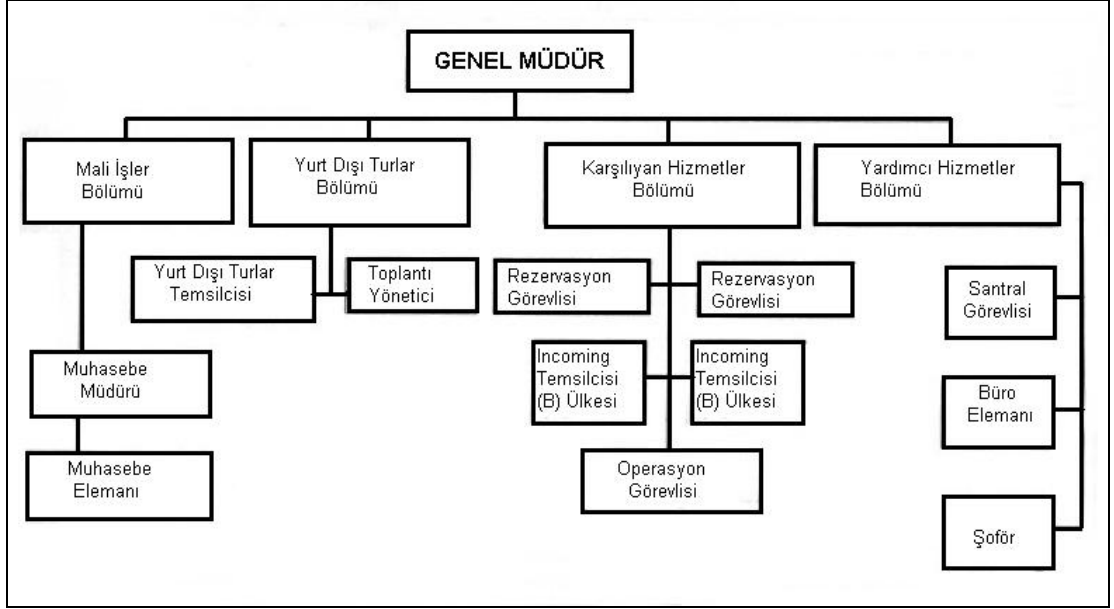 GENEL MÜDÜR
Mali İşler
Bölümü
Yurt Dışı Turlar
Bölümü
Karşılıyan Hizmetler
Bölümü
Yardımcı Hizmetler
Bölümü
Yurt Dışı Turlar
Temsilcisi
Toplantı
Yönetici
Rezervasyon
Görevlisi
Rezervasyon
Görevlisi
Santral
Görevlisi
Muhasebe
Müdürü
Incoming
Temsilcisi
(B) Ülkesi
Incoming
Temsilcisi
(B) Ülkesi
Büro
Elemanı
Muhasebe
Elemanı
Operasyon
Görevlisi
Şoför